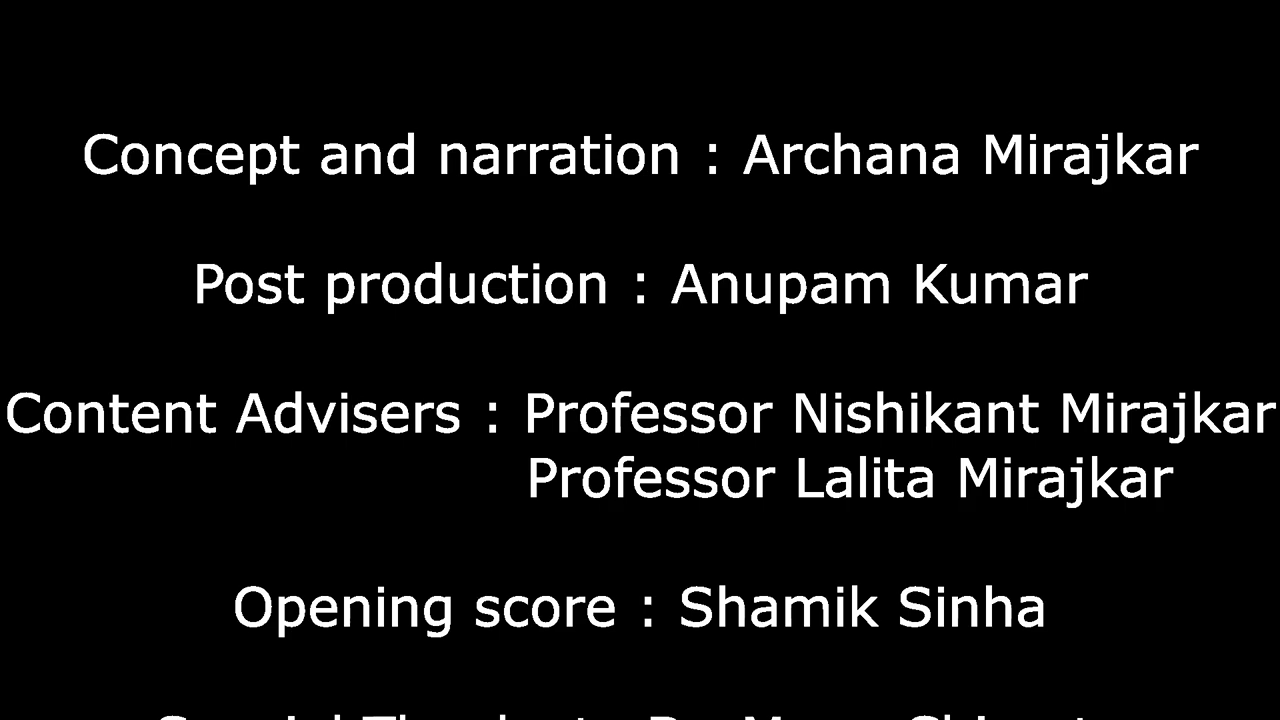 Concept and narration : Archana Mirajkar
Post production : Anupam Kumar
Content Advisers : Professor Nishikant Mirajkar
Professor Lalita Mirajkar
Opening score : Shamik Sinha